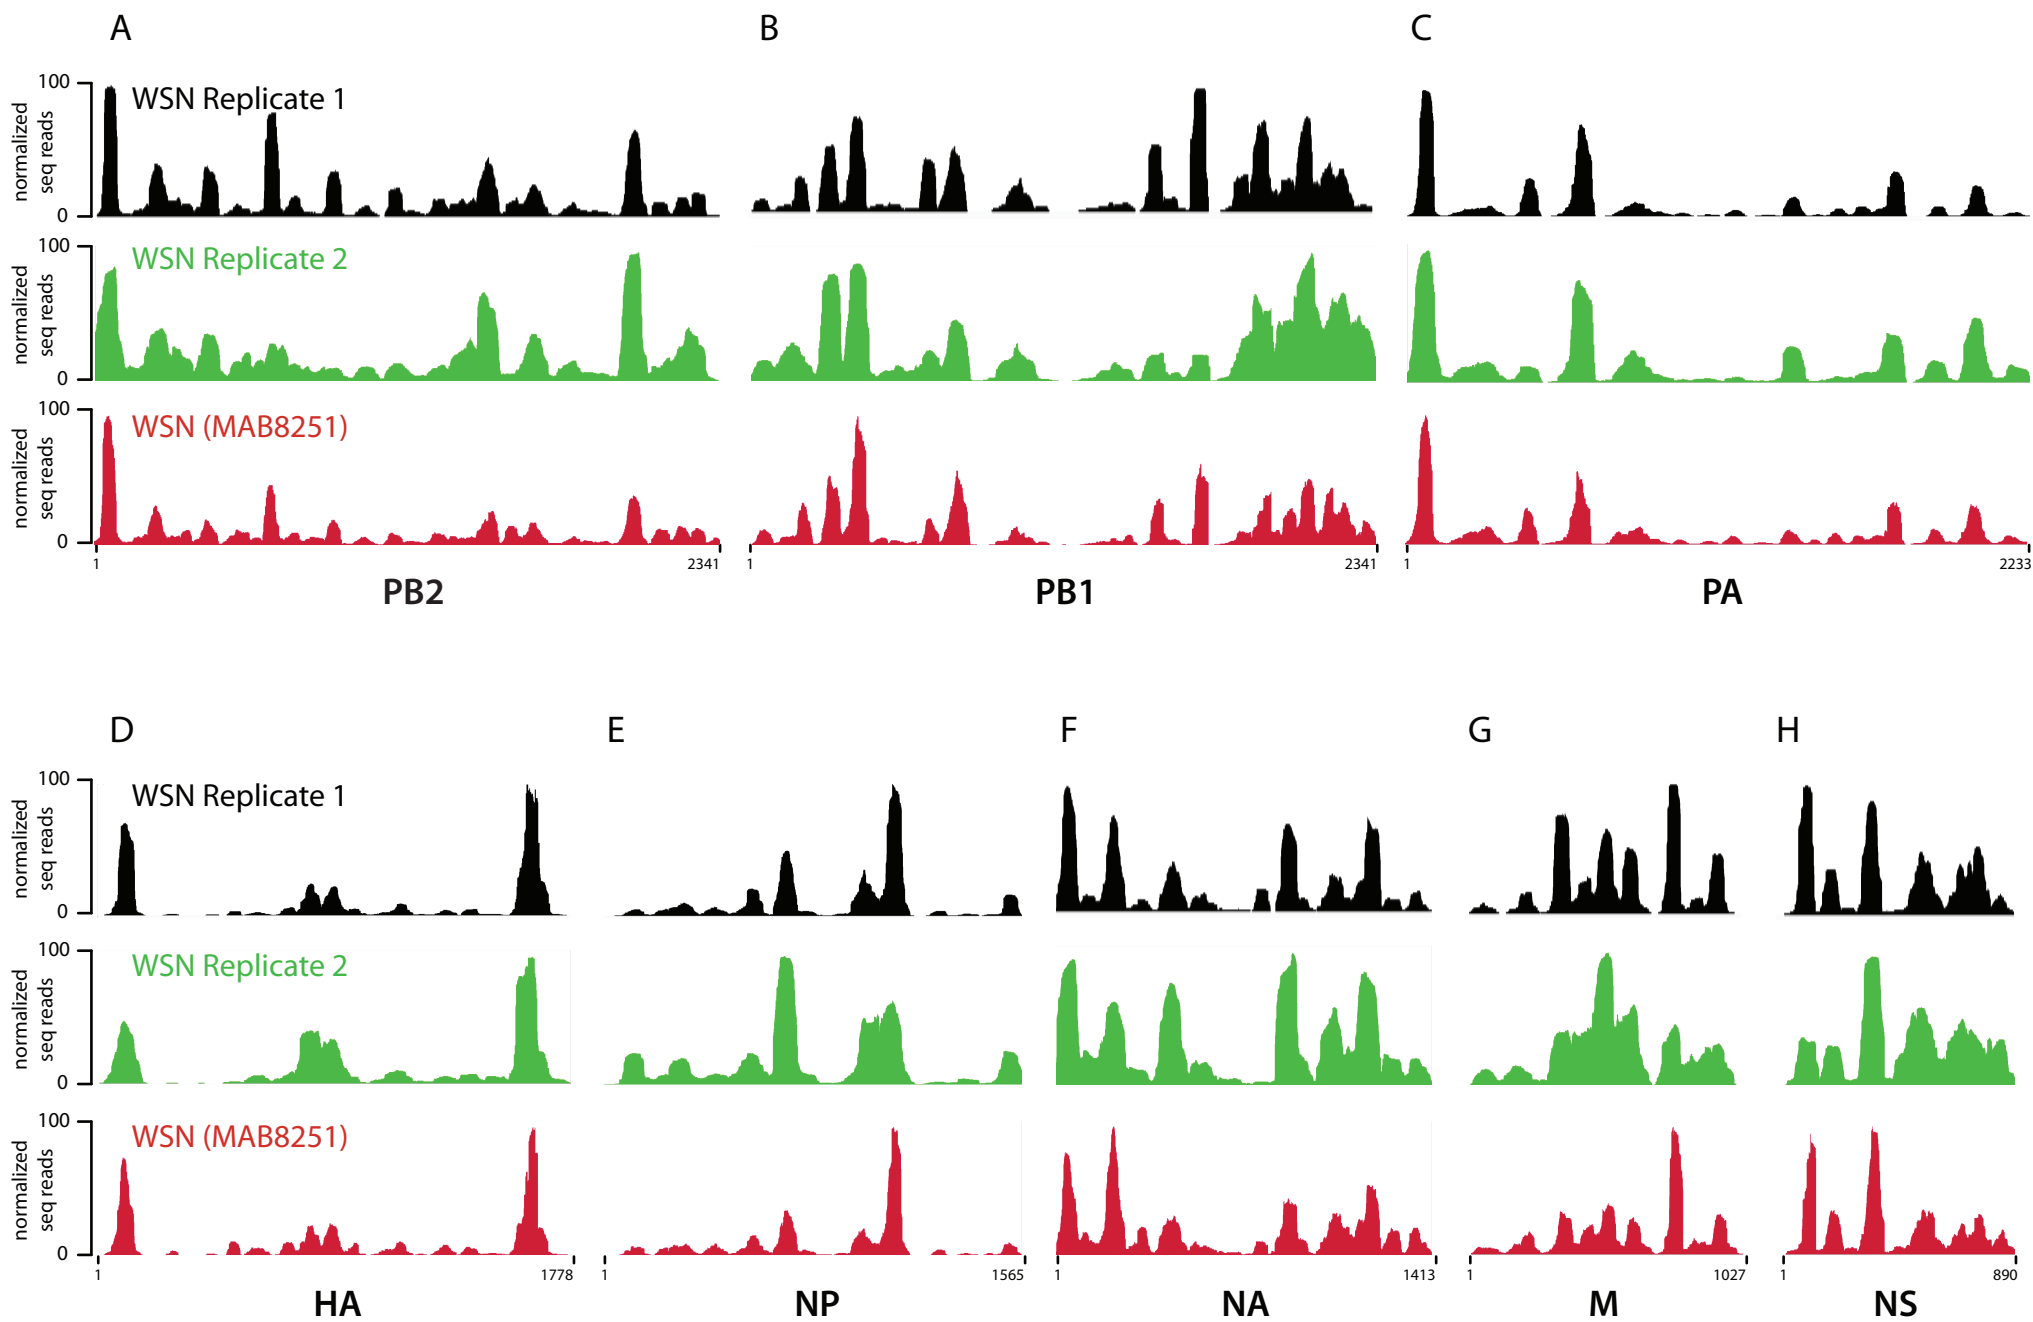 A B C
100
WSN Replicate 1
normalized
seq reads
0
100
WSN Replicate 2
normalized
seq reads
0
100
WSN (MAB8251)
normalized
seq reads
0
1 2341 1 2341 1 2233
PB2 PB1 PA
D E F G H
100
WSN Replicate 1
normalized
seq reads
0
100
WSN Replicate 2
normalized
seq reads
0
100
WSN (MAB8251)
normalized
seq reads
0
1 1778 1 1565 1 1413 1 1027 1 890
HA NP NA M NS